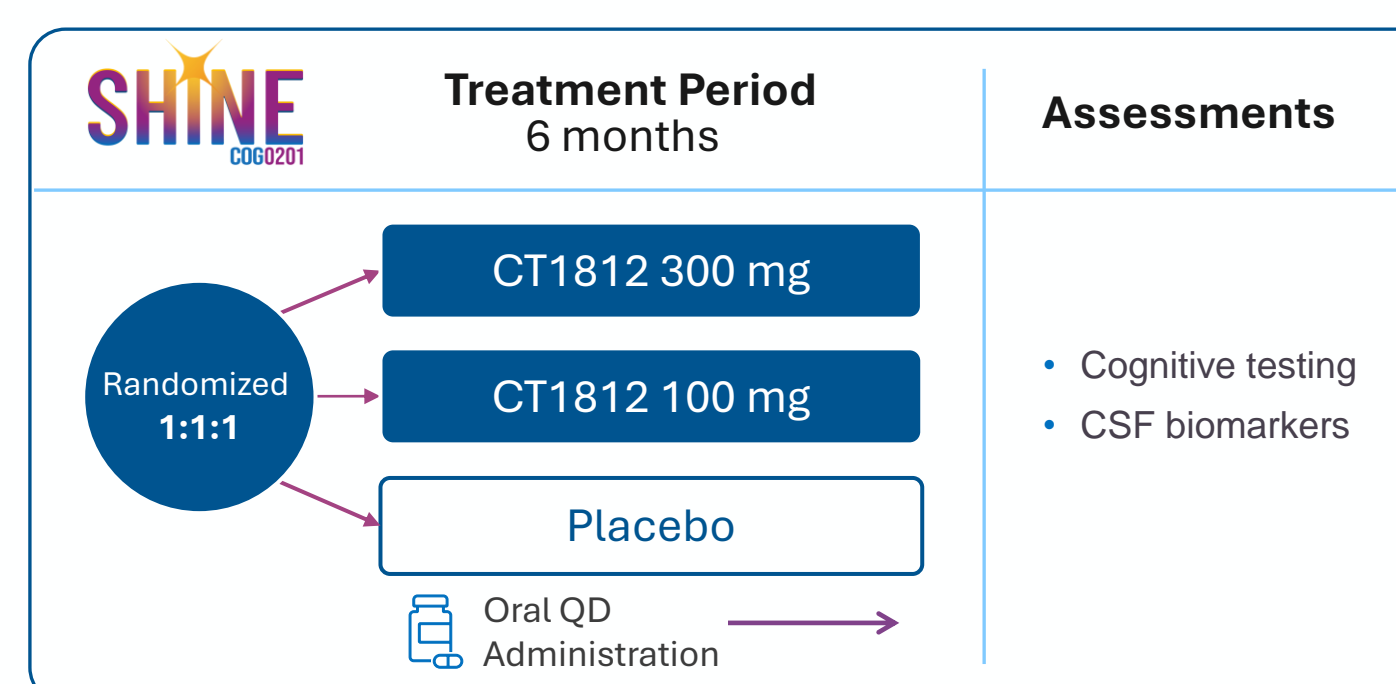 SHINE
COG0201
Treatment Period
6 months
Assessments
Randomized
1:1:1
CT1812 300 mg
CT1812 100 mg
Placebo
Oral QD
Administration
• Cognitive testing
• CSF biomarkers